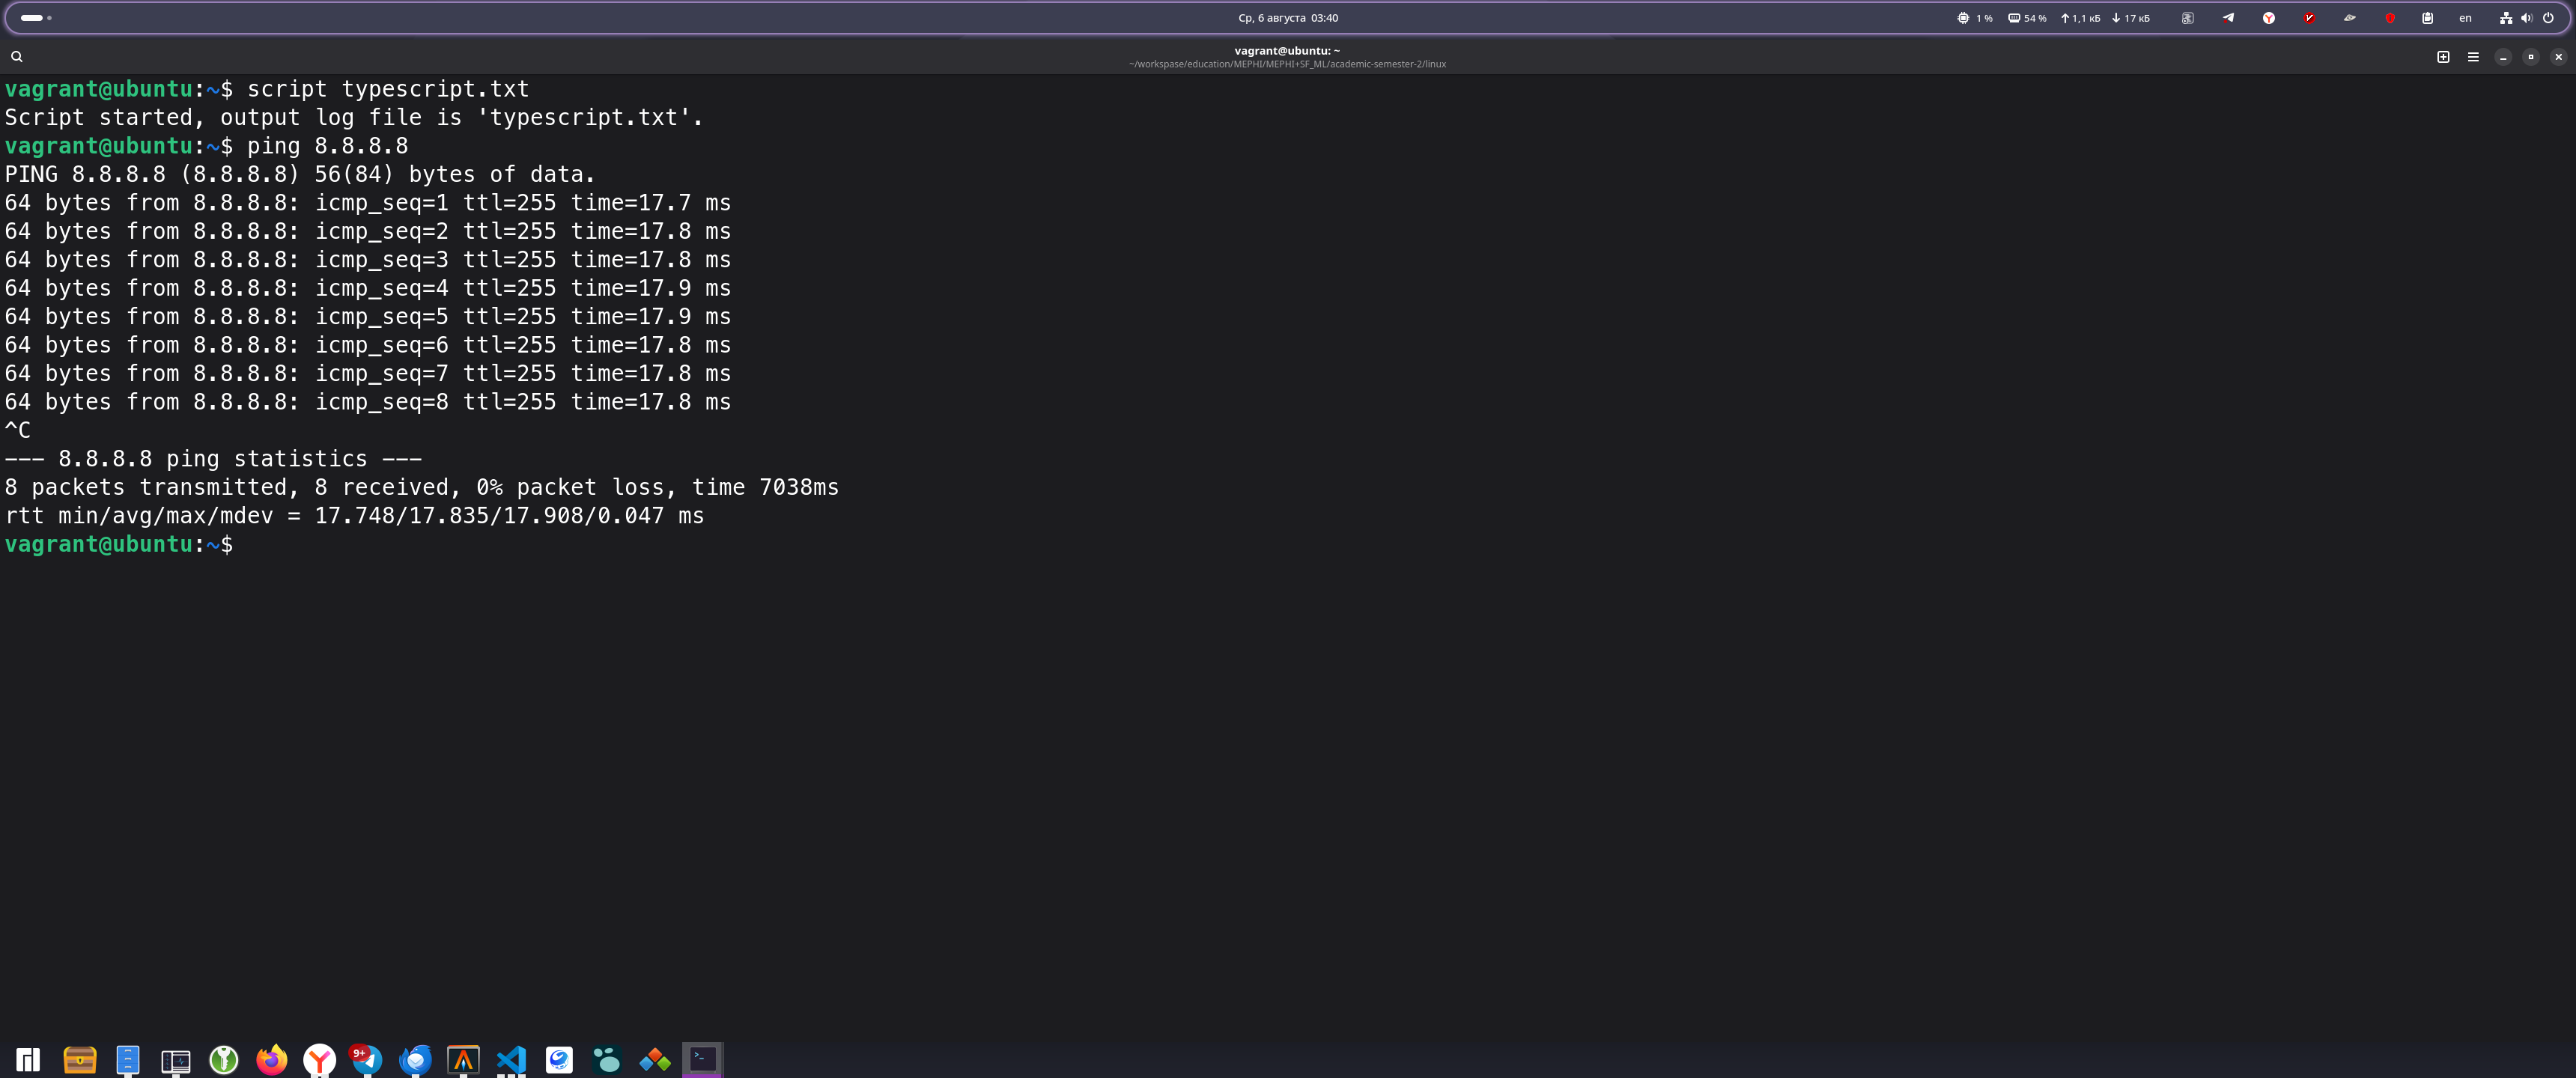 Ср, 6 августа 03:40
1 %
54 %
1,1 кБ
17 кБ
en
vagrant@ubuntu: ~
~/workspase/education/MEPHI/MEPHI+SF_ML/academic-semester-2/linux
vagrant@ubuntu:~$ script typescript.txt
Script started, output log file is 'typescript.txt'.
vagrant@ubuntu:~$ ping 8.8.8.8
PING 8.8.8.8 (8.8.8.8) 56(84) bytes of data.
64 bytes from 8.8.8.8: icmp_seq=1 ttl=255 time=17.7 ms
64 bytes from 8.8.8.8: icmp_seq=2 ttl=255 time=17.8 ms
64 bytes from 8.8.8.8: icmp_seq=3 ttl=255 time=17.8 ms
64 bytes from 8.8.8.8: icmp_seq=4 ttl=255 time=17.9 ms
64 bytes from 8.8.8.8: icmp_seq=5 ttl=255 time=17.9 ms
64 bytes from 8.8.8.8: icmp_seq=6 ttl=255 time=17.8 ms
64 bytes from 8.8.8.8: icmp_seq=7 ttl=255 time=17.8 ms
64 bytes from 8.8.8.8: icmp_seq=8 ttl=255 time=17.8 ms
^C
--- 8.8.8.8 ping statistics ---
8 packets transmitted, 8 received, 0% packet loss, time 7038ms
rtt min/avg/max/mdev = 17.748/17.835/17.908/0.047 ms
vagrant@ubuntu:~$
9+